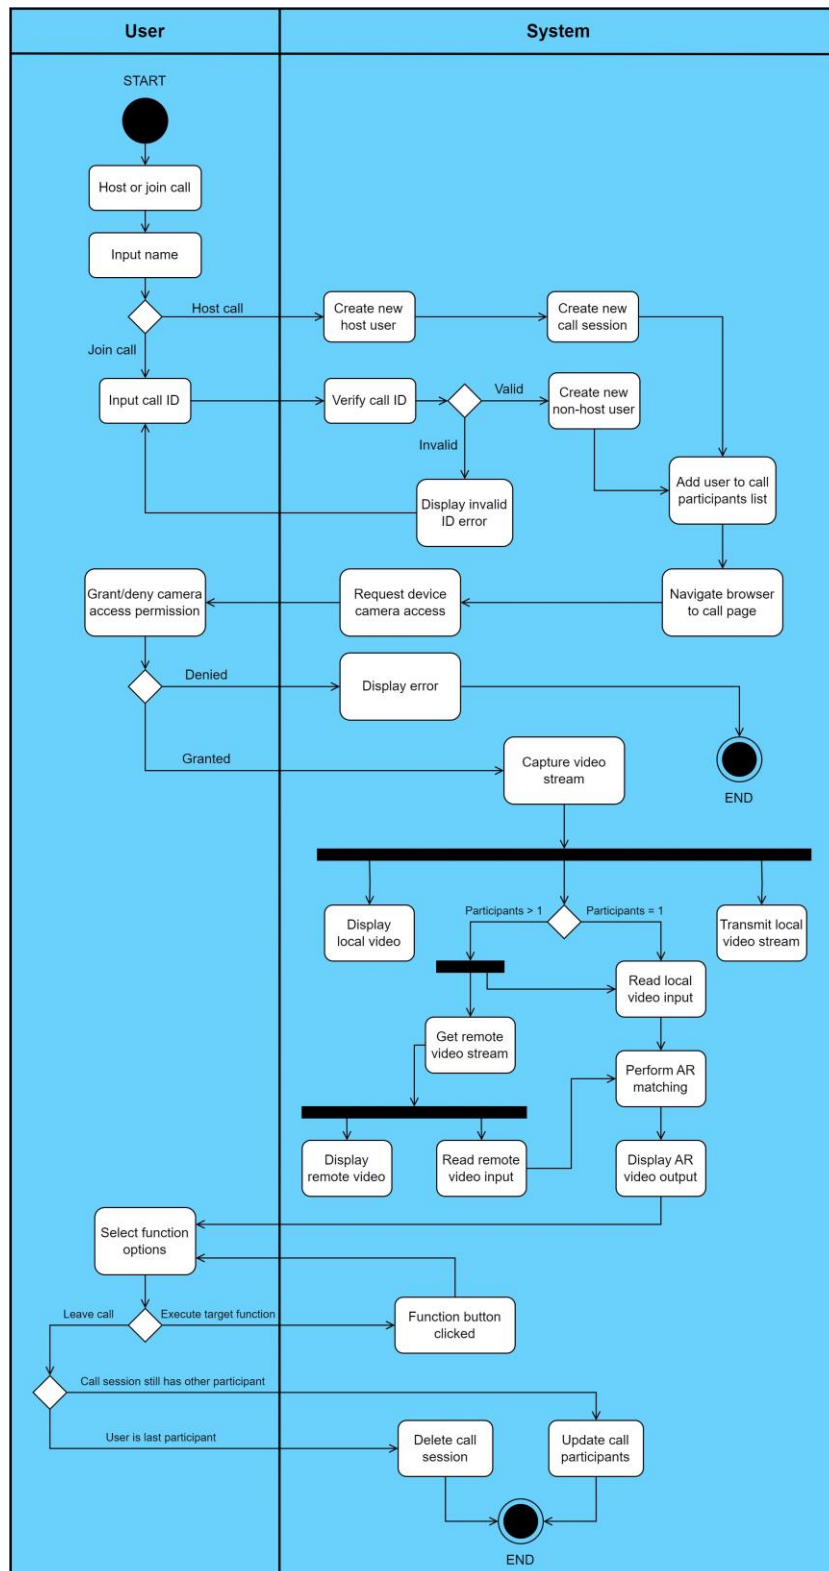 User
System
START
Host or join call
Input name
Host call
Create new
host user
Create new
call session
Join call
Input call ID
Verify call ID
Valid
Create new
non-host user
Invalid
Display invalid
ID error
Add user to call
participants list
Grant/deny camera
access permission
Request device
camera access
Navigate browser
to call page
Denied
Display error
Granted
Capture video
stream
END
Participants > 1
Participants = 1
Display
local video
Transmit local
video stream
Read local
video input
Get remote
video stream
Perform AR
matching
Display
remote video
Read remote
video input
Display AR
video output
Select function
options
Leave call
Execute target function
Function button
clicked
Call session still has other participant
User is last participant
Delete call
session
Update call
participants
END